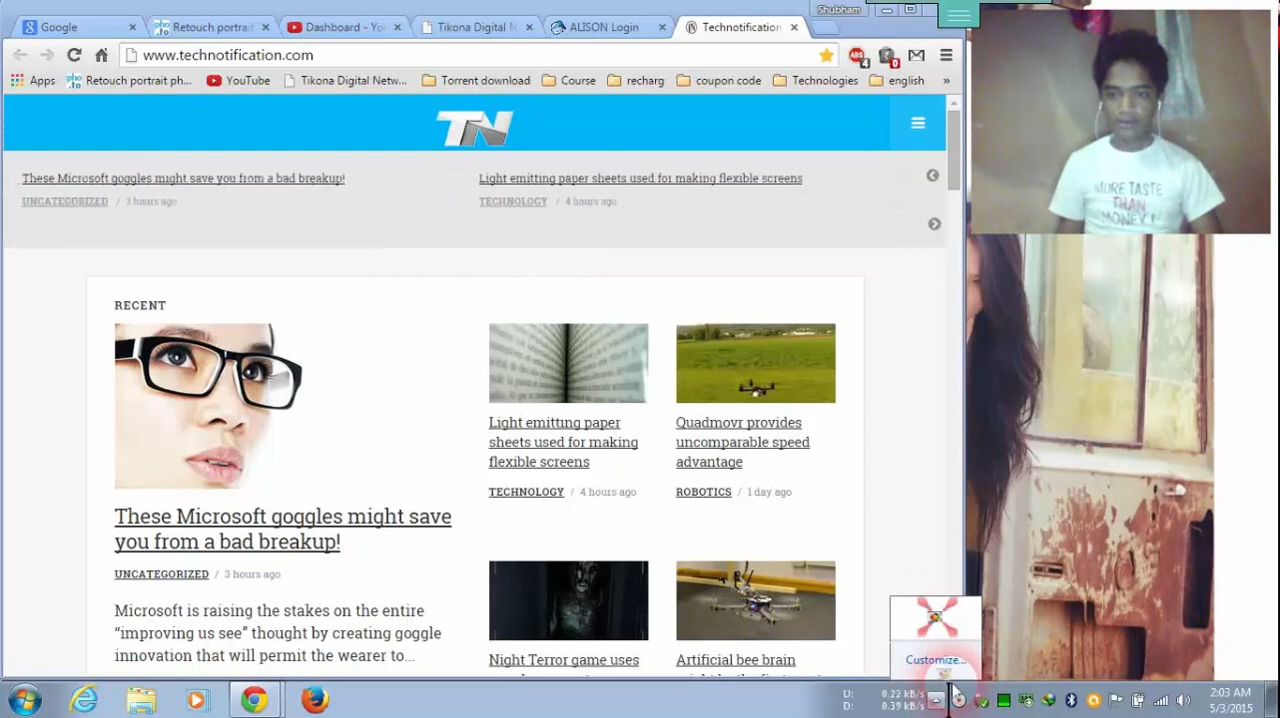 Shubham
Google
Retouch portrait
Dashboard - Yo
Tikona Digital N
ALISON Login
Technotification
www.technotification.com
Apps
Retouch portrait ph...
YouTube
Tikona Digital Netw...
Torrent download
Course
recharg
coupon code
Technologies
english
»
TN
These Microsoft goggles might save you from a bad breakup!
UNCATEGORIZED / 3 hours ago
Light emitting paper sheets used for making flexible screens
TECHNOLOGY / 4 hours ago
MORE TASTE
THAN
MONEY !
RECENT
These Microsoft goggles might save
you from a bad breakup!
UNCATEGORIZED / 3 hours ago
Microsoft is raising the stakes on the entire
“improving us see” thought by creating goggle
innovation that will permit the wearer to...
Light emitting paper
sheets used for making
flexible screens
TECHNOLOGY / 4 hours ago
Quadmovr provides
uncomparable speed
advantage
ROBOTICS / 1 day ago
Night Terror game uses
Artificial bee brain
Customize...
U: 0.22 kB/s
D: 0.39 kB/s
2:03 AM
5/3/2015